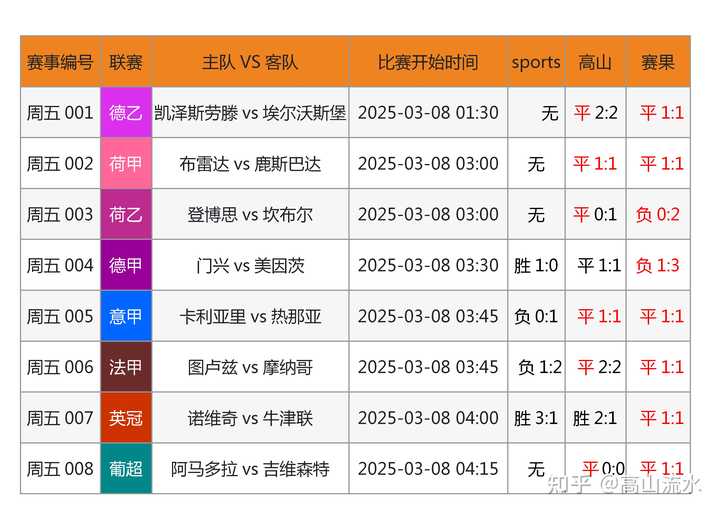 赛事编号 联赛 主队 VS 客队 比赛开始时间 sports 高山 赛果
周五 001 德乙 凯泽斯劳滕 vs 埃尔沃斯堡 2025-03-08 01:30 无 平 2:2 平 1:1
周五 002 荷甲 布雷达 vs 鹿斯巴达 2025-03-08 03:00 无 平 1:1 平 1:1
周五 003 荷乙 登博思 vs 坎布尔 2025-03-08 03:00 无 平 0:1 负 0:2
周五 004 德甲 门兴 vs 美因茨 2025-03-08 03:30 胜 1:0 平 1:1 负 1:3
周五 005 意甲 卡利亚里 vs 热那亚 2025-03-08 03:45 负 0:1 平 1:1 平 1:1
周五 006 法甲 图卢兹 vs 摩纳哥 2025-03-08 03:45 负 1:2 平 2:2 平 1:1
周五 007 英冠 诺维奇 vs 牛津联 2025-03-08 04:00 胜 3:1 胜 2:1 平 1:1
周五 008 葡超 阿马多拉 vs 吉维森特 2025-03-08 04:15 无 平 0:0 平 1:1
知乎 @高山流水